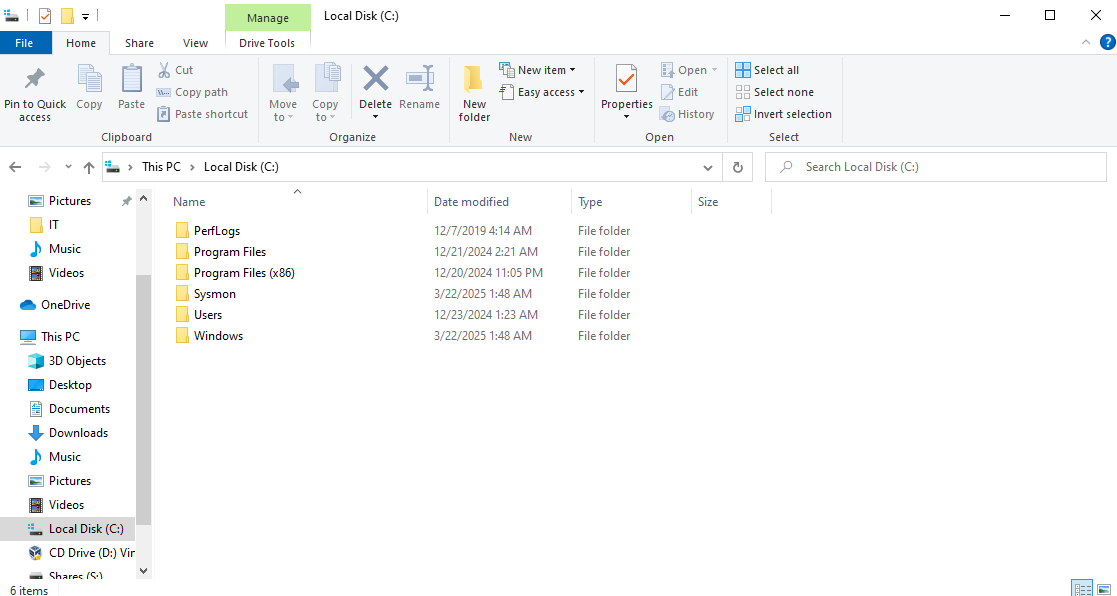 Manage
Local Disk (C:)
File
Home
Share
View
Drive Tools
?
Pin to Quick access
Copy
Paste
Cut
Copy path
Paste shortcut
Clipboard
Move to
Copy to
Delete
Rename
Organize
New folder
New item
Easy access
New
Properties
Open
Edit
History
Open
Select all
Select none
Invert selection
Select
This PC
Local Disk (C:)
Search Local Disk (C:)
Pictures
IT
Music
Videos
OneDrive
This PC
3D Objects
Desktop
Documents
Downloads
Music
Pictures
Videos
Local Disk (C:)
CD Drive (D:) Vir
Shares (S:)
Name Date modified Type Size
PerfLogs 12/7/2019 4:14 AM File folder
Program Files 12/21/2024 2:21 AM File folder
Program Files (x86) 12/20/2024 11:05 PM File folder
Sysmon 3/22/2025 1:48 AM File folder
Users 12/23/2024 1:23 AM File folder
Windows 3/22/2025 1:48 AM File folder
6 items